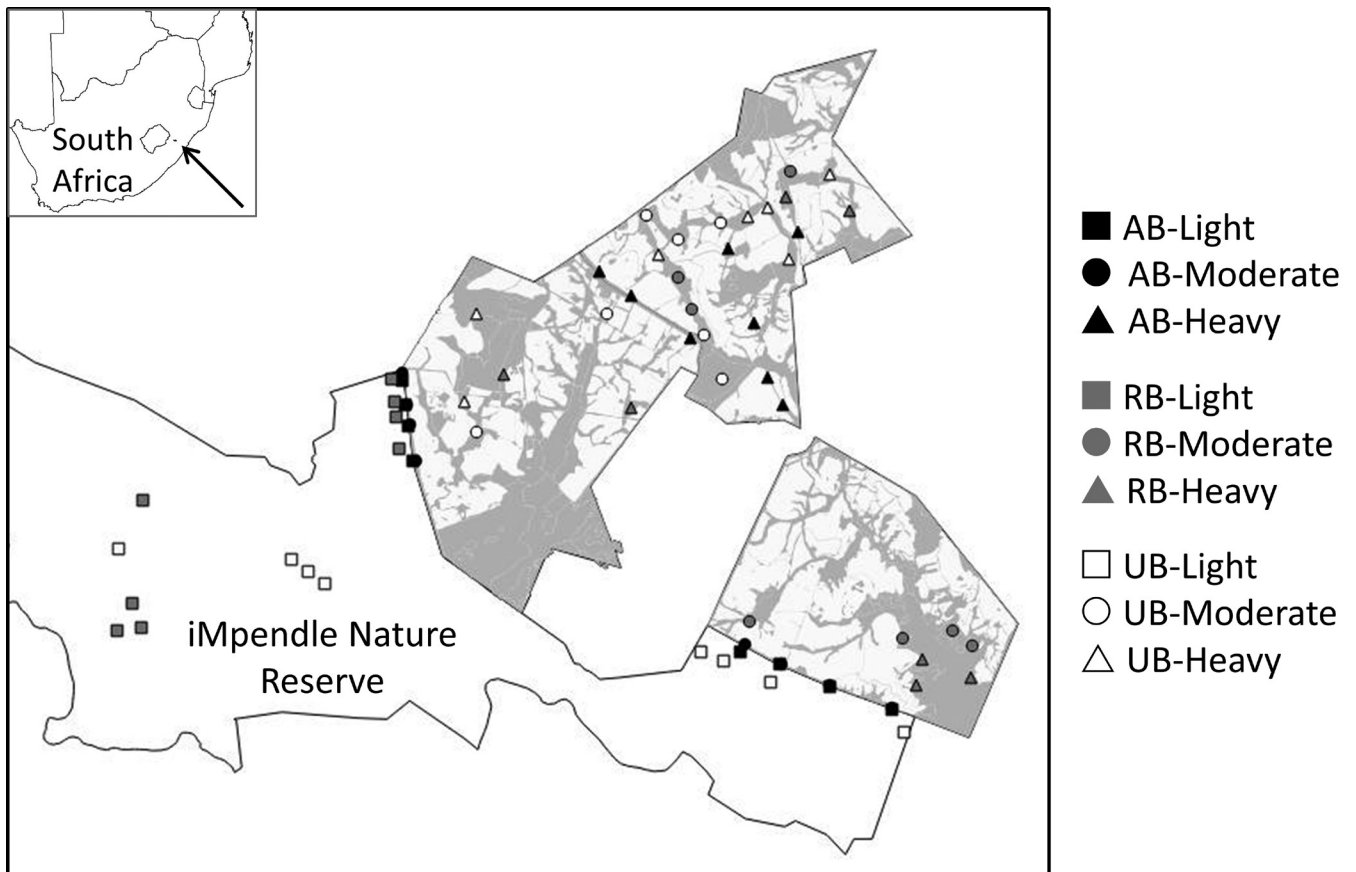 South
Africa
iMpendle Nature
Reserve
AB-Light
AB-Moderate
AB-Heavy
RB-Light
RB-Moderate
RB-Heavy
UB-Light
UB-Moderate
UB-Heavy